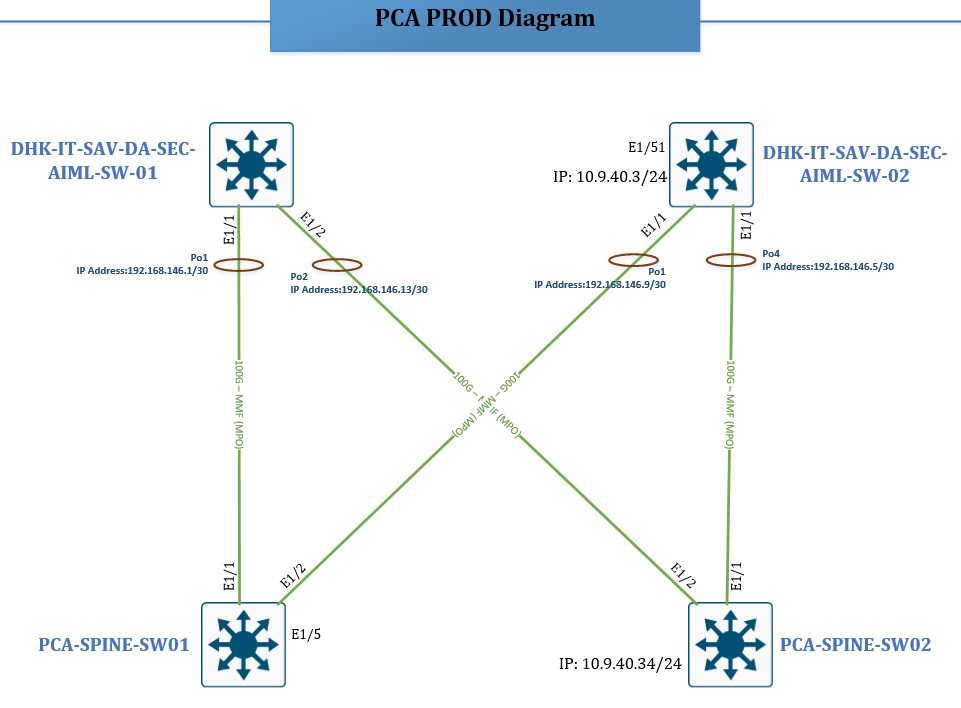 PCA PROD Diagram
DHK-IT-SAV-DA-SEC-
AIML-SW-01
E1/51
IP: 10.9.40.3/24
DHK-IT-SAV-DA-SEC-
AIML-SW-02
E1/1
E1/2
E1/1
E1/1
Po1
IP Address:192.168.146.1/30
Po2
IP Address:192.168.146.13/30
Po1
IP Address:192.168.146.9/30
Po4
IP Address:192.168.146.5/30
100G – MMF (MPO)
100G – MMF (MPO)
100G – MMF (MPO)
100G –
(MPO)
E1/1
E1/2
E1/2
E1/1
PCA-SPINE-SW01
E1/5
IP: 10.9.40.34/24
PCA-SPINE-SW02